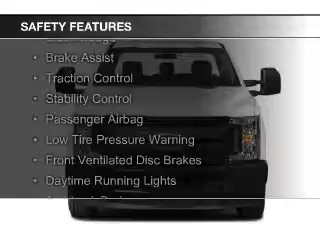 SAFETY FEATURES
• Brake Assist
• Traction Control
• Stability Control
• Passenger Airbag
• Low Tire Pressure Warning
• Front Ventilated Disc Brakes
• Daytime Running Lights